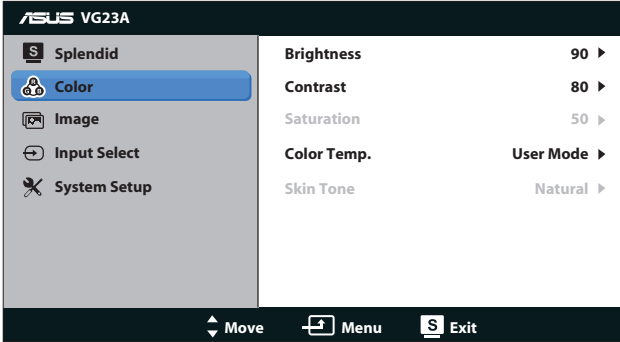 ASUS VG23A
S Splendid
Color
Image
Input Select
System Setup
Brightness 90
Contrast 80
Saturation 50
Color Temp. User Mode
Skin Tone Natural
Move Menu S Exit